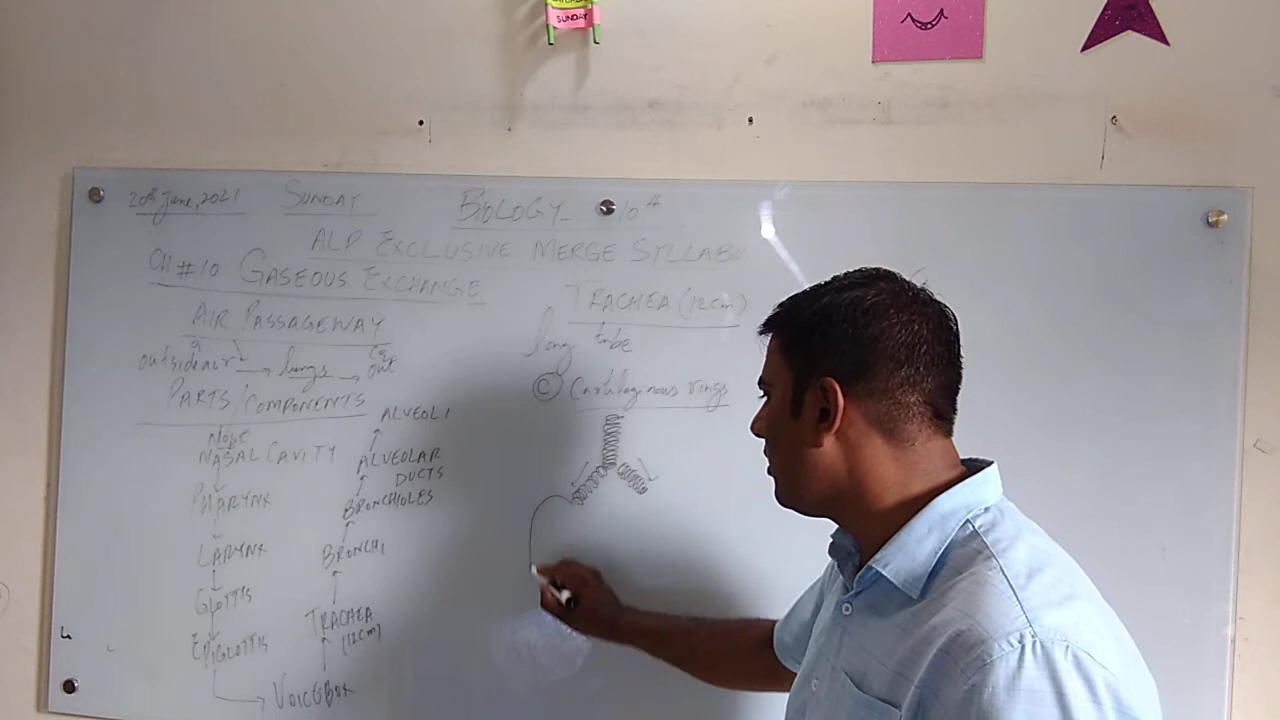 SATURDAY
SUNDAY
20th June, 2021 SUNDAY BIOLOGY- 10th
ALP EXCLUSIVE MERGE SYLLABU
CH #10 GASEOUS EXCHANGE
AIR PASSAGEWAY
outside air → lungs → out
PARTS/COMPONENTS
Nose
NASAL CAVITY
PHARYNX
LARYNX
GLOTTIS
EPIGLOTTIS
VOICEBOX
TRACHEA
(12cm)
BRONCHI
BRONCHIOLES
ALVEOLAR
DUCTS
ALVEOLI
TRACHEA (12cm)
long tube
© Cartilaginous rings